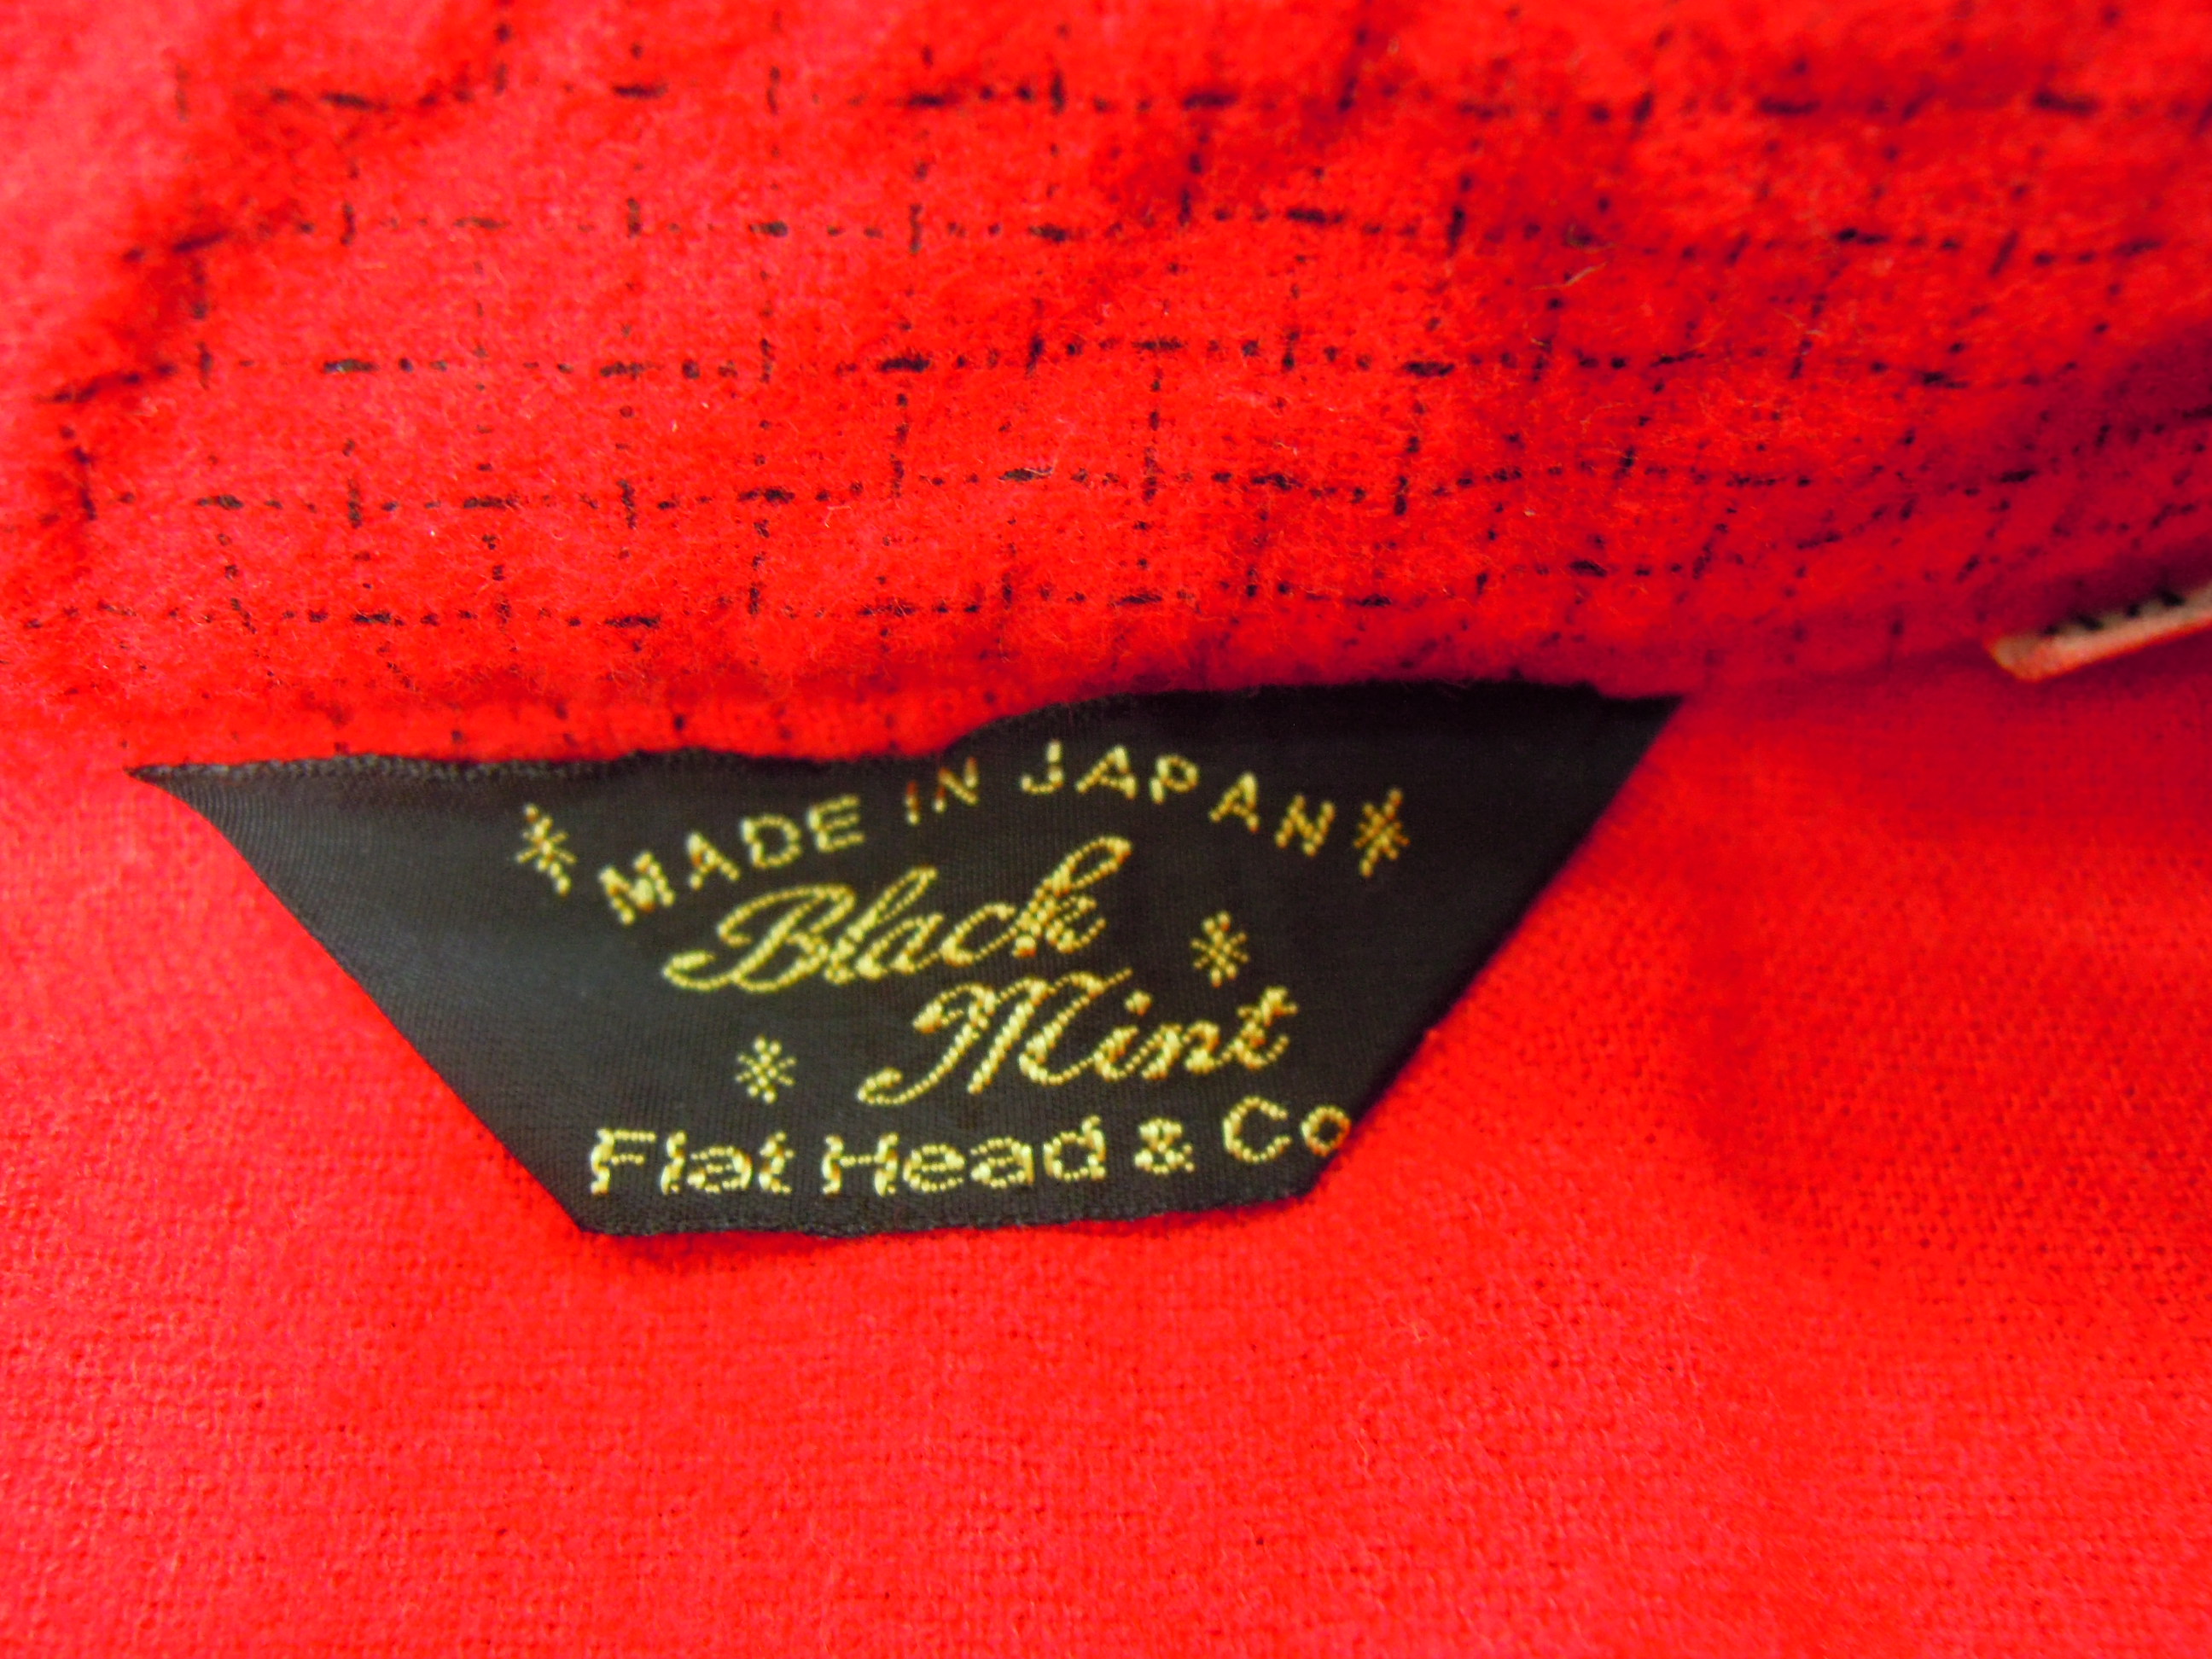 * MADE IN JAPAN *
Black *
* Mint
Flat Head & Co